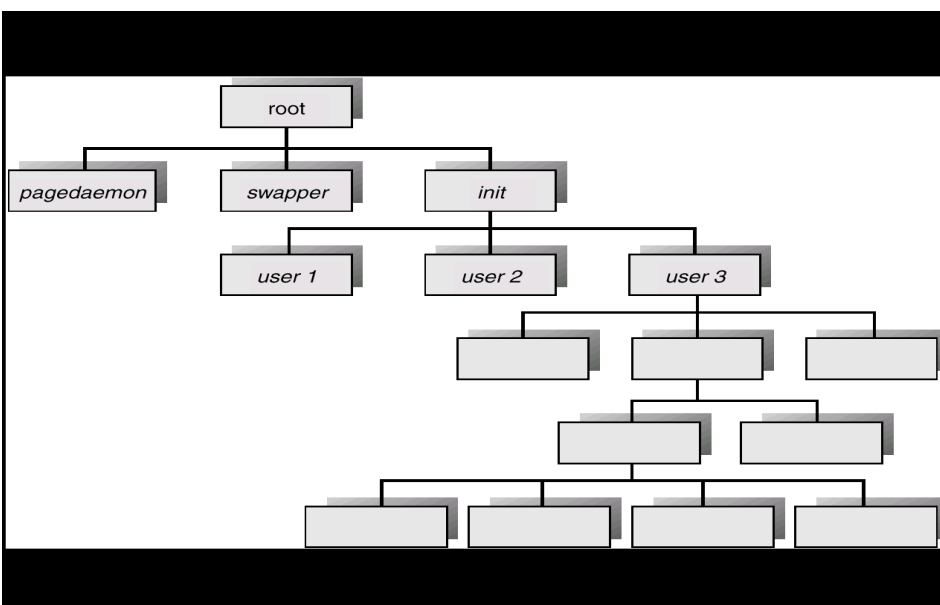 root
pagedaemon swapper init
user 1 user 2 user 3